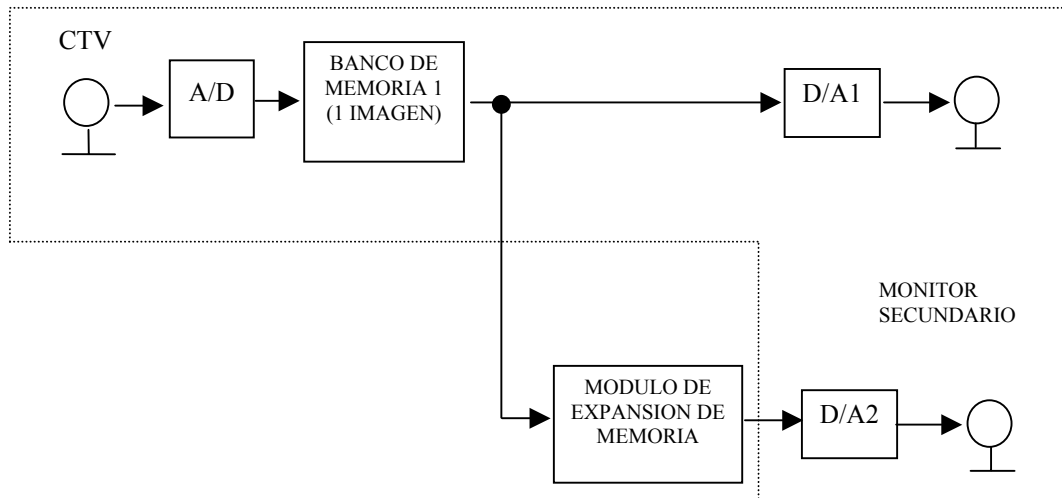 CTV
A/D
BANCO DE
MEMORIA 1
(1 IMAGEN)
D/A1
MONITOR
SECUNDARIO
MODULO DE
EXPANSION DE
MEMORIA
D/A2